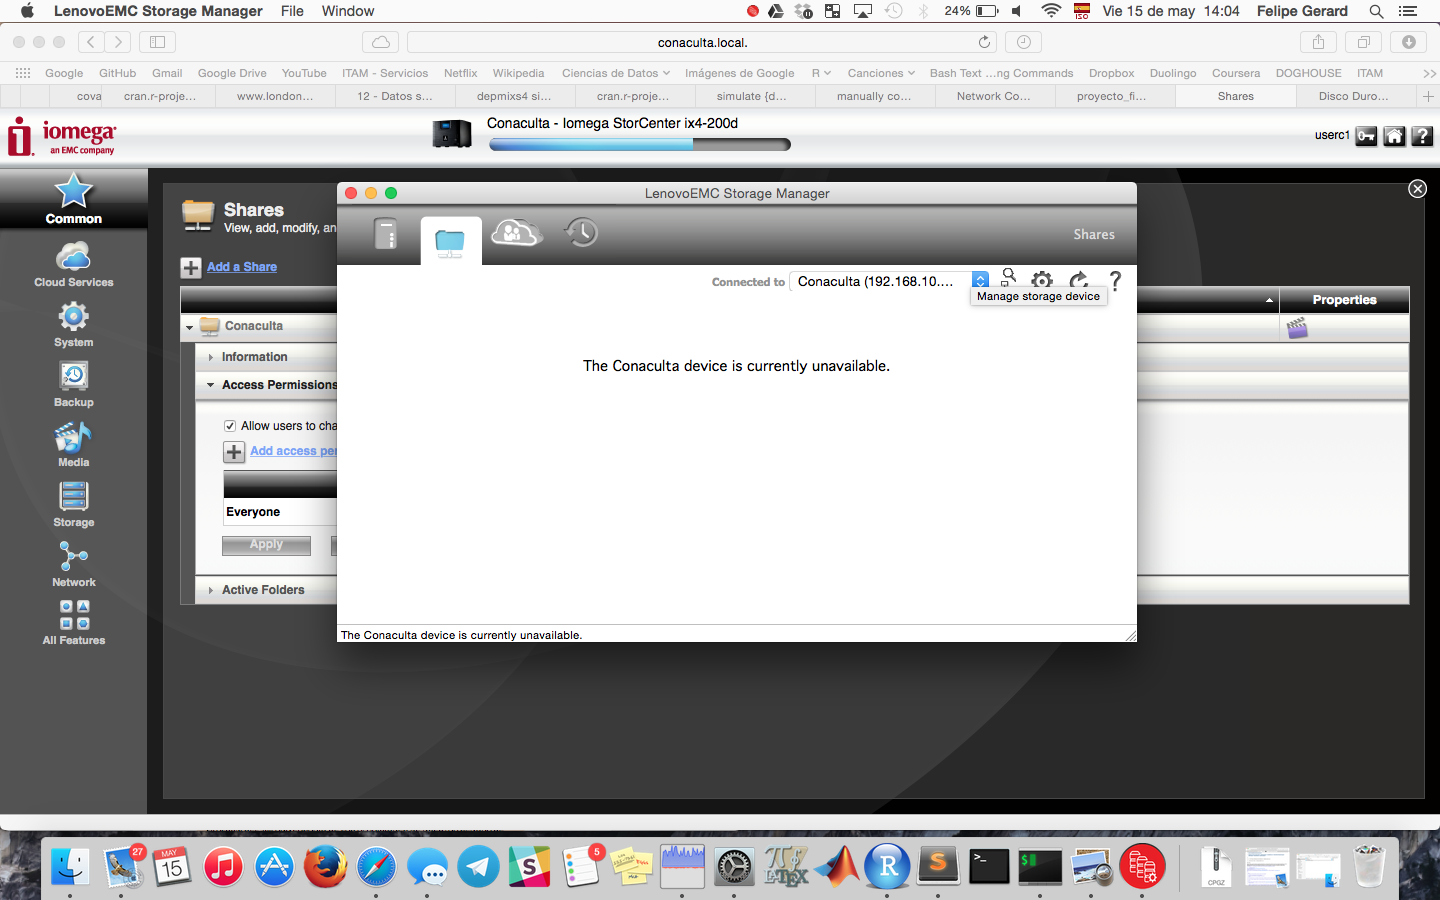 LenovoEMC Storage Manager File Window 24% ISO Vie 15 de may 14:04 Felipe Gerard
conaculta.local.
Google GitHub Gmail Google Drive YouTube ITAM - Servicios Netflix Wikipedia Ciencias de Datos Imágenes de Google R Canciones Bash Text ...ng Commands Dropbox Duolingo Coursera DOGHOUSE ITAM >>
cova cran.r-proje... www.london... 12 - Datos s... depmixs4 si... cran.r-proje... simulate {d... manually co... Network Co... proyecto_fi... Shares Disco Duro... +
iomega
an EMC company
Conaculta - Iomega StorCenter ix4-200d
userc1 ?
Common
Cloud Services
System
Backup
Media
Storage
Network
All Features
Shares
View, add, modify, an
Add a Share
Properties
Conaculta
Information
Access Permissions
Allow users to cha
Add access per
Everyone
Apply
Active Folders
LenovoEMC Storage Manager
Shares
Connected to Conaculta (192.168.10.... ?
Manage storage device
The Conaculta device is currently unavailable.
The Conaculta device is currently unavailable.
27
MAY
15
5
R
S
CPGZ